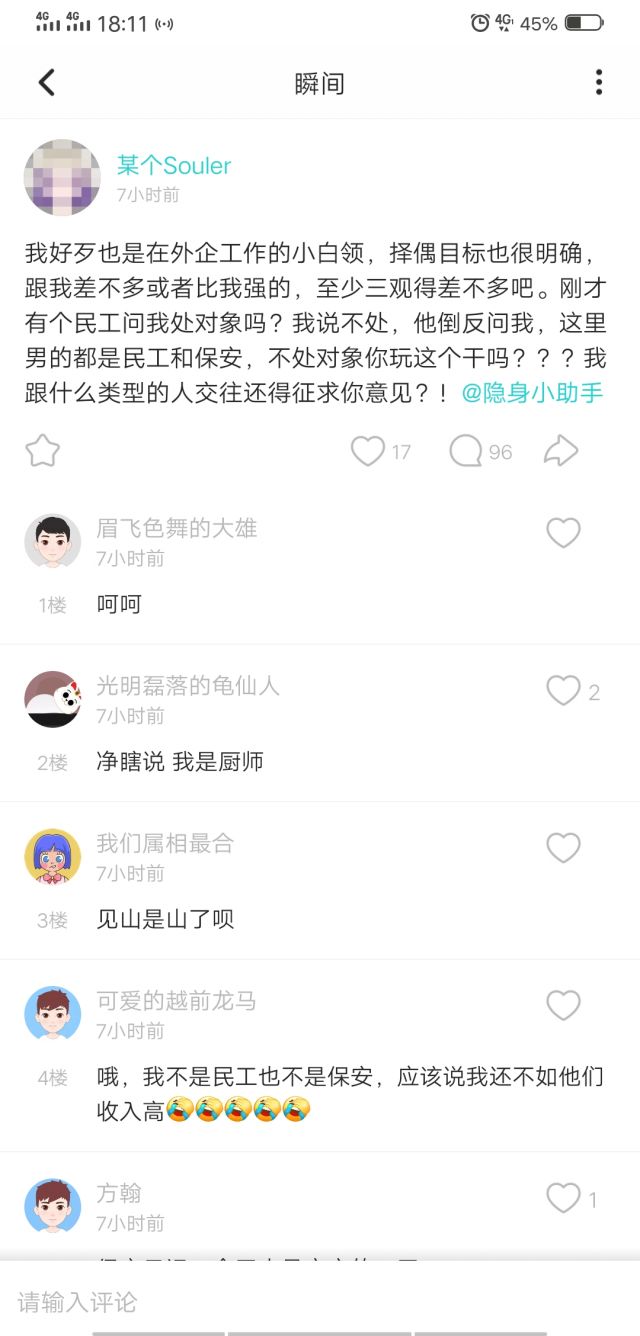 4G 4G 18:11 4G 45%
瞬间
某个Souler
7小时前
我好歹也是在外企工作的小白领，择偶目标也很明确，
跟我差不多或者比我强的，至少三观得差不多吧。刚才
有个民工问我处对象吗？我说不处，他倒反问我，这里
男的都是民工和保安，不处对象你玩这个干吗？？？我
跟什么类型的人交往还得征求你意见？！@隐身小助手
17 96
眉飞色舞的大雄
7小时前
1楼 呵呵
光明磊落的龟仙人
2
7小时前
2楼 净瞎说 我是厨师
我们属相最合
7小时前
3楼 见山是山了呗
可爱的越前龙马
7小时前
4楼 哦，我不是民工也不是保安，应该说我还不如他们
收入高🤣🤣🤣🤣🤣
方翰
1
7小时前
请输入评论